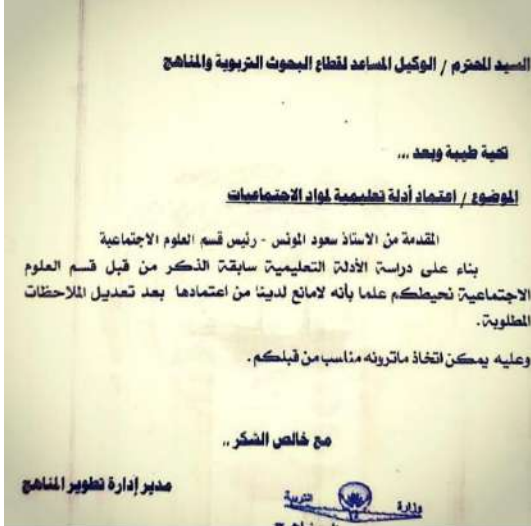 السيد المحترم / الوكيل المساعد لقطاع البحوث التربوية والمناهج
تحية طيبة وبعد ...
الموضوع / اعتماد أدلة تعليمية لمواد الاجتماعيات
المقدمة من الاستاذ سعود المونس - رئيس قسم العلوم الاجتماعية
بناء على دراسة الأدلة التعليمية سابقة الذكر من قبل قسم العلوم
الاجتماعية نحيطكم علما بأنه لامانع لدينا من اعتمادها بعد تعديل الملاحظات
المطلوبة.
وعليه يمكن اتخاذ ماترونه مناسب من قبلكم.
مع خالص الشكر ..
مدير إدارة تطوير المناهج
وزارة التربية